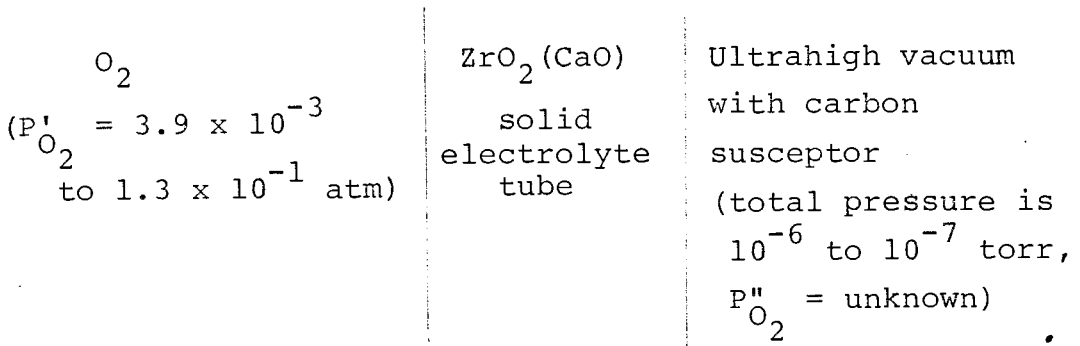 O₂
(P'O₂ = 3.9 x 10⁻³
to 1.3 x 10⁻¹ atm)
ZrO₂(CaO)
solid
electrolyte
tube
Ultrahigh vacuum
with carbon
susceptor
(total pressure is
10⁻⁶ to 10⁻⁷ torr,
P"O₂ = unknown)
.